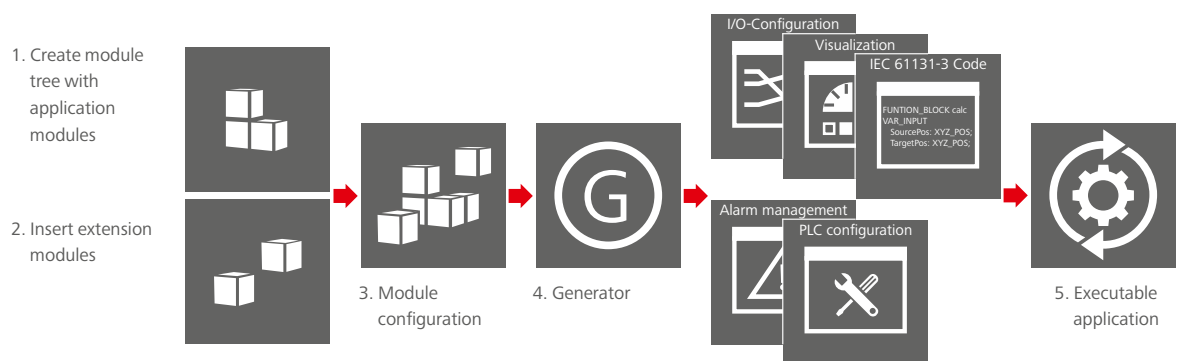 1. Create module
tree with
application
modules
2. Insert extension
modules
3. Module
configuration
G
4. Generator
I/O-Configuration
Visualization
IEC 61131-3 Code
FUNTION_BLOCK calc
VAR_INPUT
SourcePos: XYZ_POS;
TargetPos: XYZ_POS;
Alarm management
PLC configuration
5. Executable
application